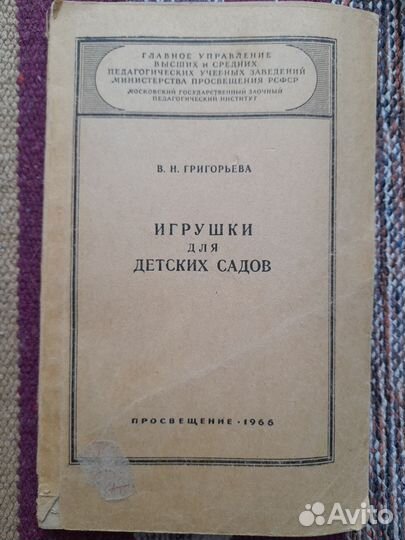 ГЛАВНОЕ УПРАВЛЕНИЕ
ВЫСШИХ и СРЕДНИХ
ПЕДАГОГИЧЕСКИХ УЧЕБНЫХ ЗАВЕДЕНИЙ
МИНИСТЕРСТВА ПРОСВЕЩЕНИЯ РСФСР
МОСКОВСКИЙ ГОСУДАРСТВЕННЫЙ ЗАОЧНЫЙ
ПЕДАГОГИЧЕСКИЙ ИНСТИТУТ
В. Н. ГРИГОРЬЕВА
ИГРУШКИ
ДЛЯ
ДЕТСКИХ САДОВ
ПРОСВЕЩЕНИЕ · 1966
Avito